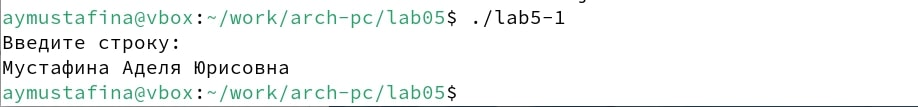 aymustafina@vbox:~/work/arch-pc/lab05$ ./lab5-1
Введите строку:
Мустафина Аделя Юрисовна
aymustafina@vbox:~/work/arch-pc/lab05$